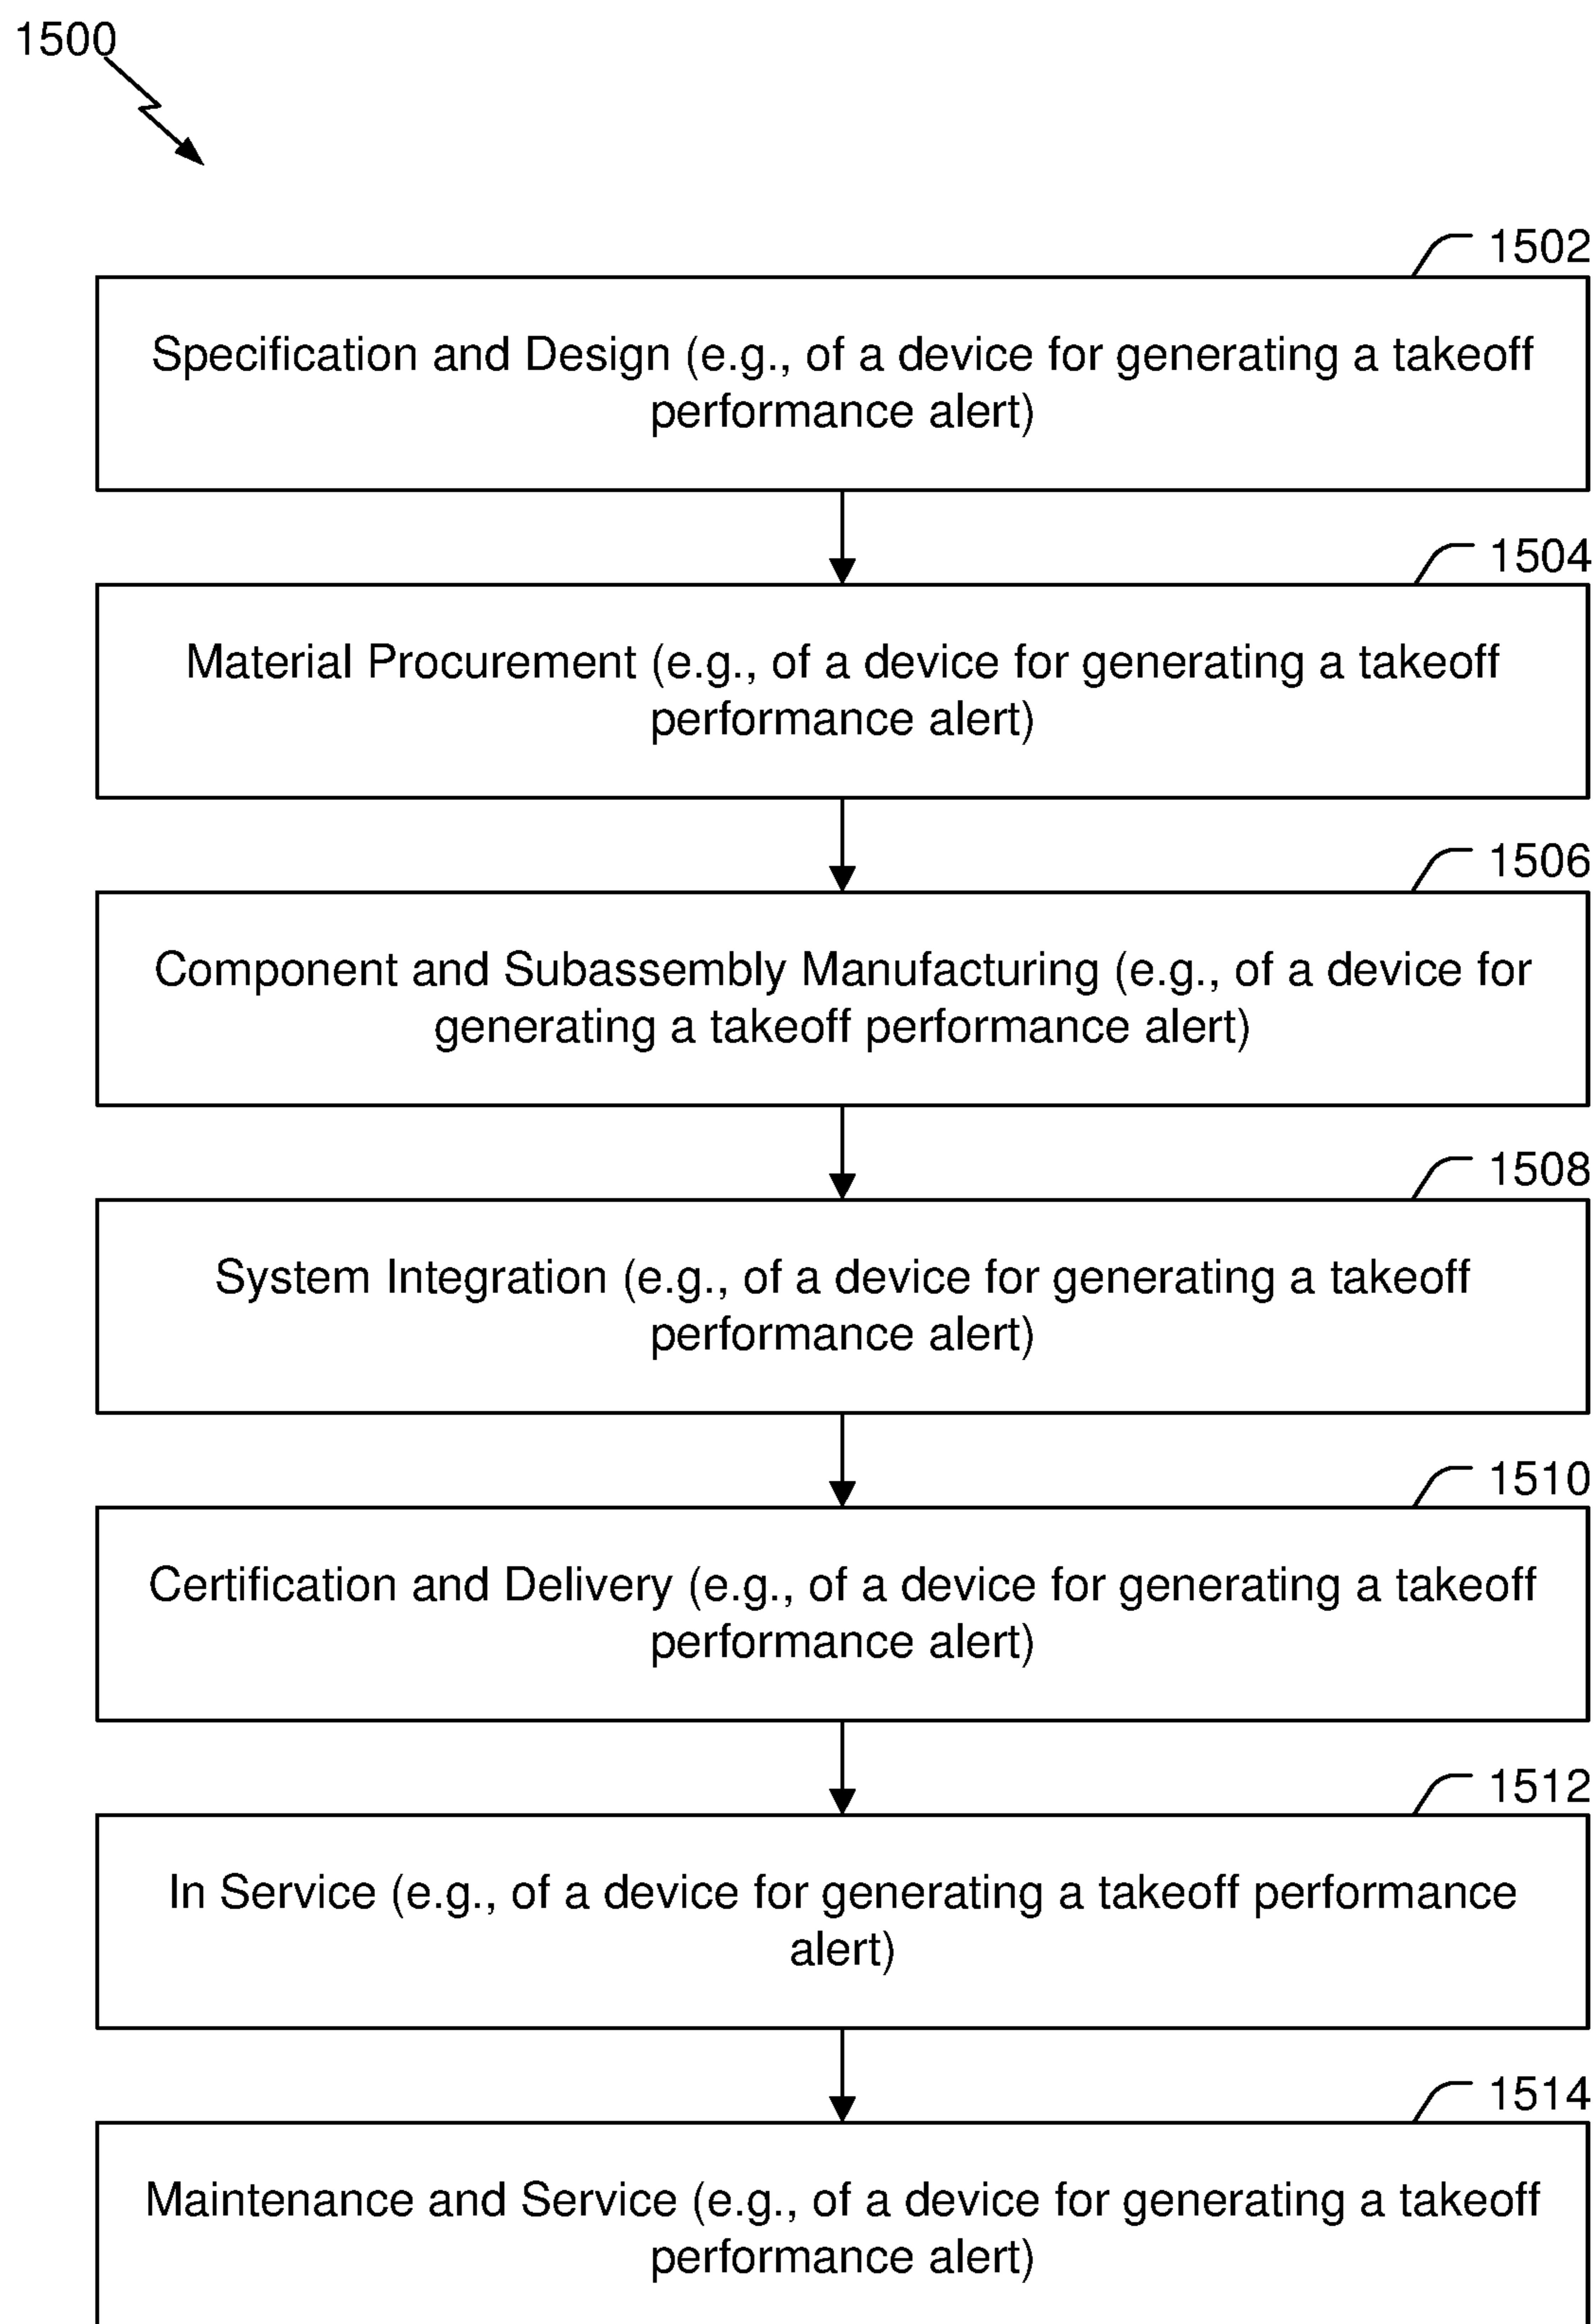 1500
1502
Specification and Design (e.g., of a device for generating a takeoff
performance alert)
1504
Material Procurement (e.g., of a device for generating a takeoff
performance alert)
1506
Component and Subassembly Manufacturing (e.g., of a device for
generating a takeoff performance alert)
1508
System Integration (e.g., of a device for generating a takeoff
performance alert)
1510
Certification and Delivery (e.g., of a device for generating a takeoff
performance alert)
1512
In Service (e.g., of a device for generating a takeoff performance
alert)
1514
Maintenance and Service (e.g., of a device for generating a takeoff
performance alert)